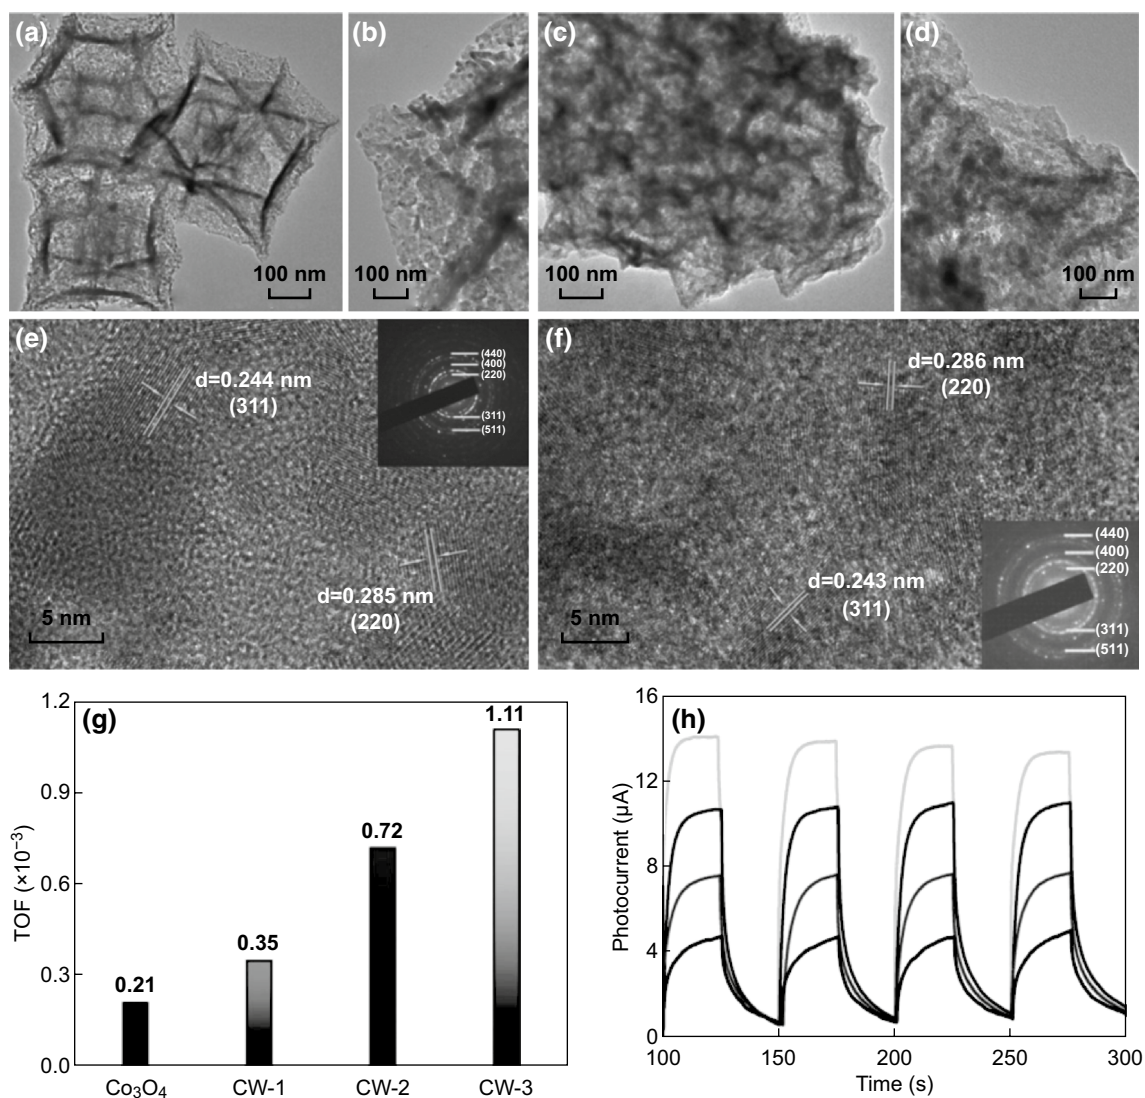 (a)
(b)
(c)
(d)
100 nm
100 nm
100 nm
100 nm
(e)
d=0.244 nm
(311)
(440)
(400)
(220)
(311)
(511)
d=0.285 nm
(220)
5 nm
(f)
d=0.286 nm
(220)
d=0.243 nm
(311)
(440)
(400)
(220)
(311)
(511)
5 nm
(g)
TOF (×10⁻³)
1.2
0.9
0.6
0.3
0.0
0.21
0.35
0.72
1.11
Co₃O₄ CW-1 CW-2 CW-3
(h)
Photocurrent (μA)
16
12
8
4
0
100 150 200 250 300
Time (s)